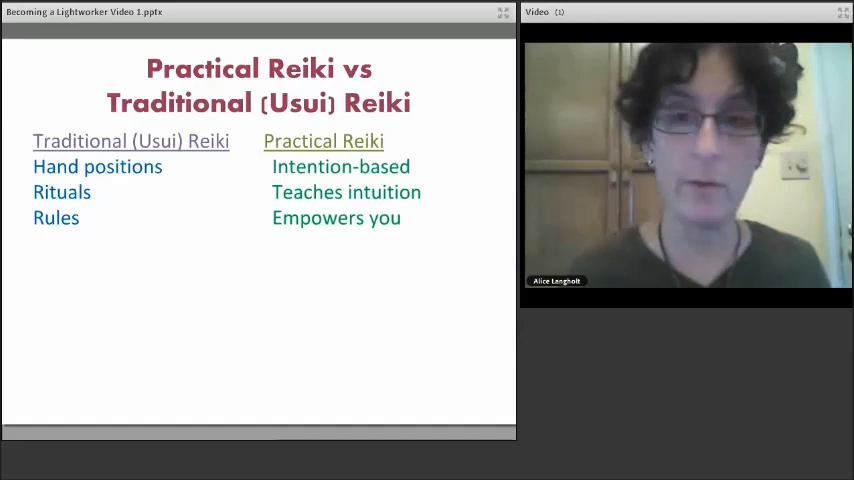 Becoming a Lightworker Video 1.pptx
Video (1)
Practical Reiki vs
Traditional (Usui) Reiki
Traditional (Usui) Reiki
Hand positions
Rituals
Rules
Practical Reiki
Intention-based
Teaches intuition
Empowers you
Alice Langholt